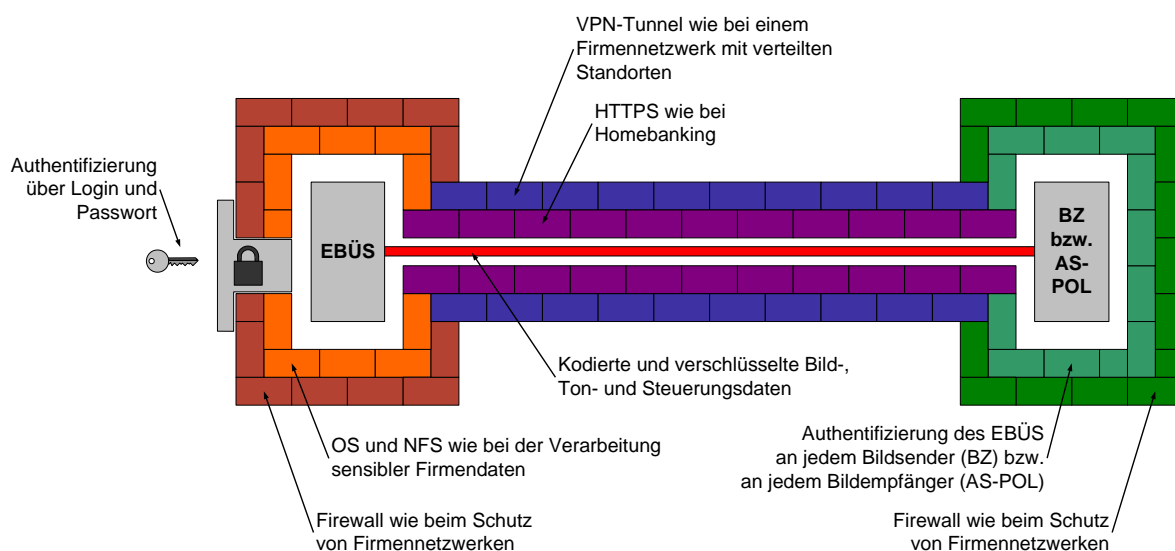 VPN-Tunnel wie bei einem
Firmennetzwerk mit verteilten
Standorten
HTTPS wie bei
Homebanking
Authentifizierung
über Login und
Passwort
EBÜS
BZ
bzw.
AS-
POL
Kodierte und verschlüsselte Bild-,
Ton- und Steuerungsdaten
OS und NFS wie bei der Verarbeitung
sensibler Firmendaten
Authentifizierung des EBÜS
an jedem Bildsender (BZ) bzw.
an jedem Bildempfänger (AS-POL)
Firewall wie beim Schutz
von Firmennetzwerken
Firewall wie beim Schutz
von Firmennetzwerken